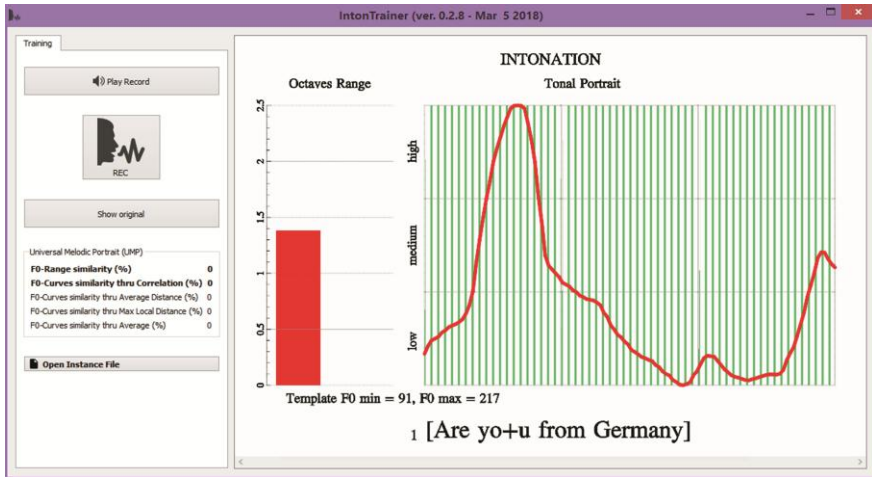 IntonTrainer (ver. 0.2.8 - Mar 5 2018)
Training
Play Record
REC
Show original
Universal Melodic Portrait (UMP)
F0-Range similarity (%) 0
F0-Curves similarity thru Correlation (%) 0
F0-Curves similarity thru Average Distance (%) 0
F0-Curves similarity thru Max Local Distance (%) 0
F0-Curves similarity thru Average (%) 0
Open Instance File
INTONATION
Octaves Range
Tonal Portrait
2.5
2
1.5
1
0.5
0
high
medium
low
Template F0 min = 91, F0 max = 217
1 [Are yo+u from Germany]